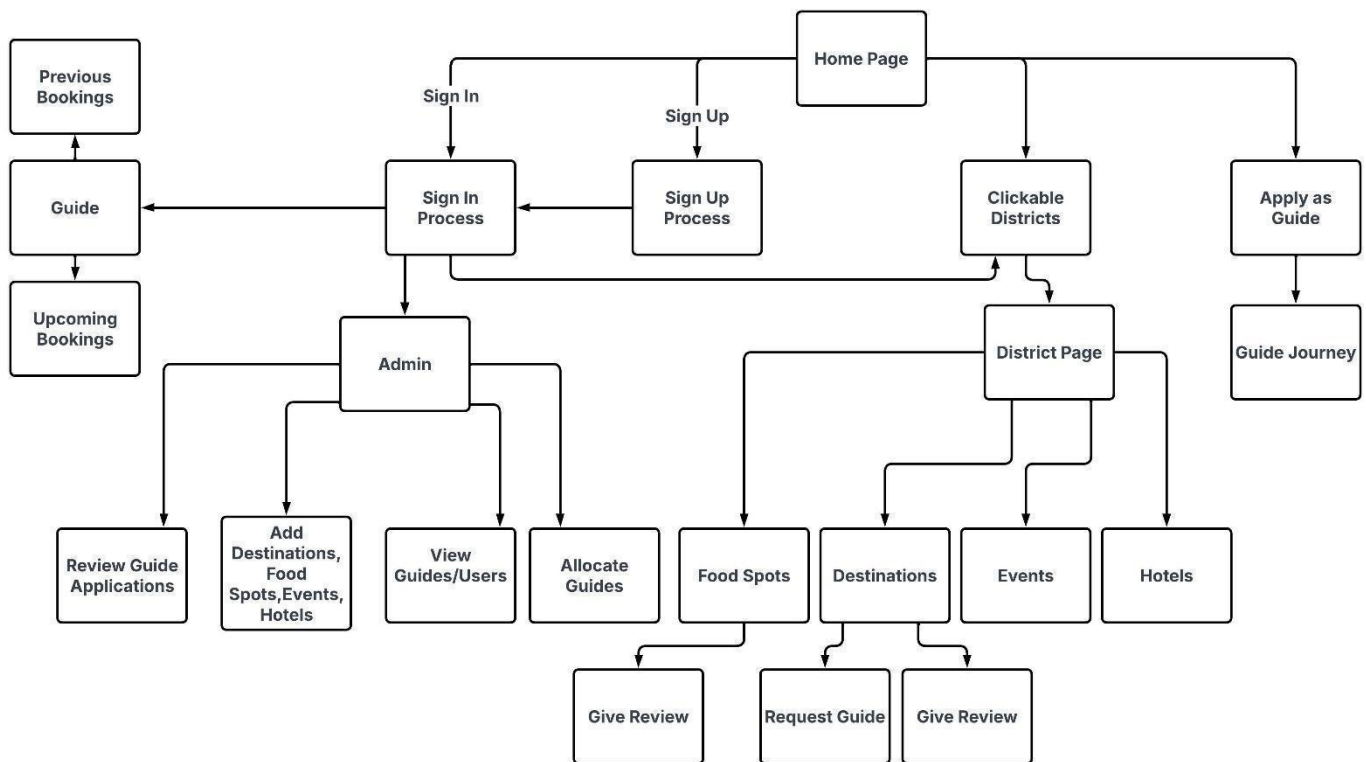 Home Page
Previous
Bookings
Sign In
Sign Up
Guide
Sign In
Process
Sign Up
Process
Clickable
Districts
Apply as
Guide
Upcoming
Bookings
Admin
District Page
Guide Journey
Review Guide
Applications
Add
Destinations,
Food
Spots,Events,
Hotels
View
Guides/Users
Allocate
Guides
Food Spots
Destinations
Events
Hotels
Give Review
Request Guide
Give Review